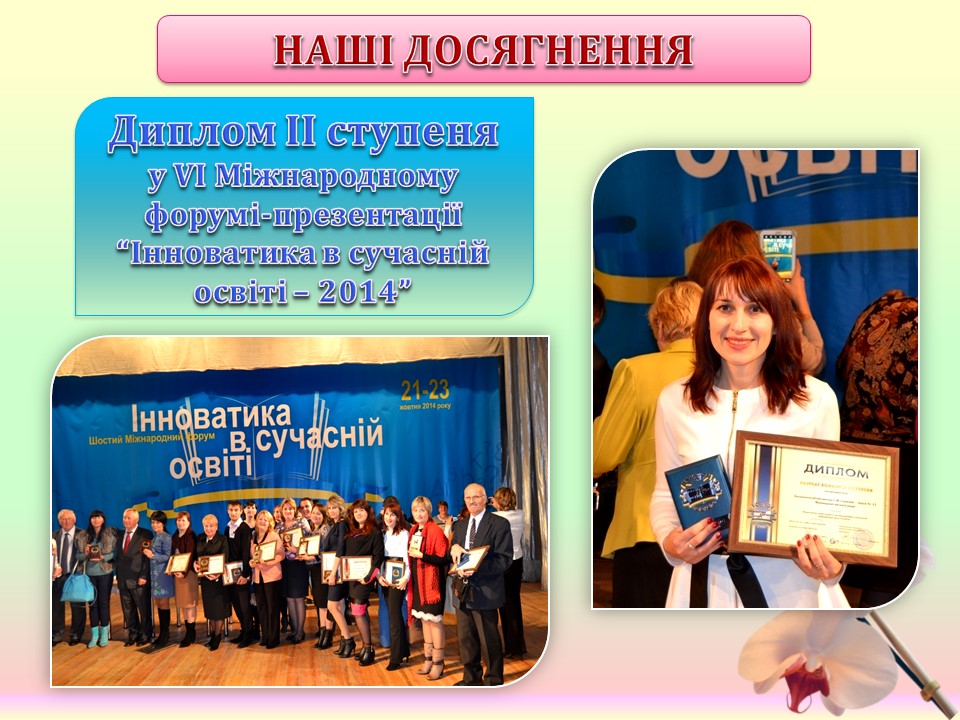 НАШІ ДОСЯГНЕННЯ
Диплом ІІ ступеня
у VI Міжнародному
форумі-презентації
“Інноватика в сучасній
освіті – 2014”
ОСВІТІ
ДИПЛОМ
21-23
жовтня 2014 року
Інноватика
Шостий Міжнародний форум
в сучасній
освіті